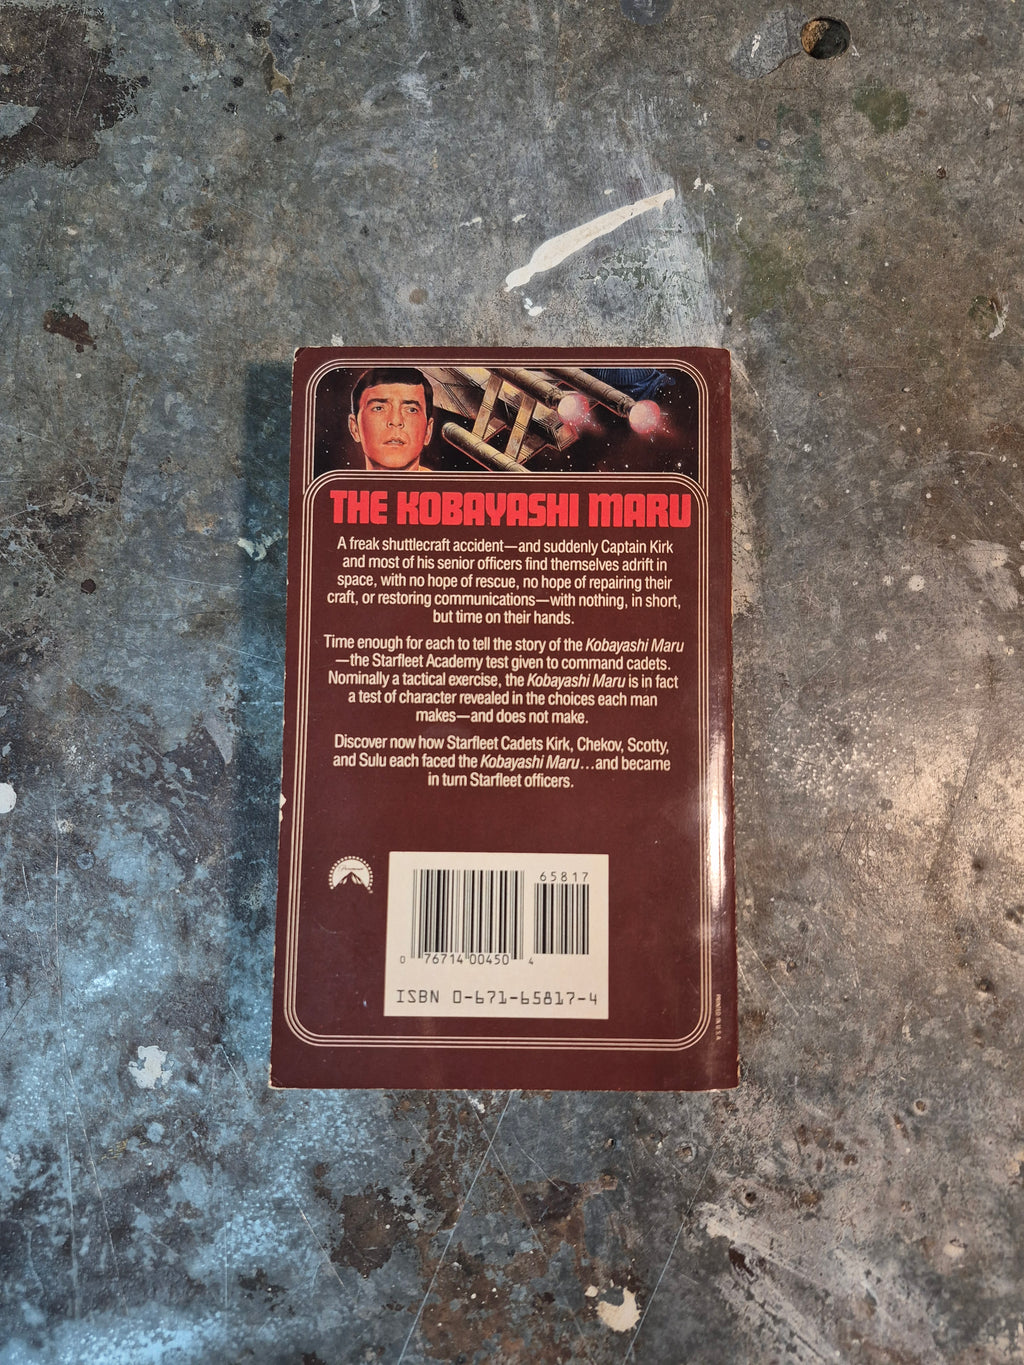 THE KOBAYASHI MARU
A freak shuttlecraft accident—and suddenly Captain Kirk
and most of his senior officers find themselves adrift in
space, with no hope of rescue, no hope of repairing their
craft, or restoring communications—with nothing, in short,
but time on their hands.
Time enough for each to tell the story of the Kobayashi Maru
—the Starfleet Academy test given to command cadets.
Nominally a tactical exercise, the Kobayashi Maru is in fact
a test of character revealed in the choices each man
makes—and does not make.
Discover now how Starfleet Cadets Kirk, Chekov, Scotty,
and Sulu each faced the Kobayashi Maru...and became
in turn Starfleet officers.
Paramount
65817
0 76714 00450 4
ISBN 0-671-65817-4
PRINTED IN U.S.A.